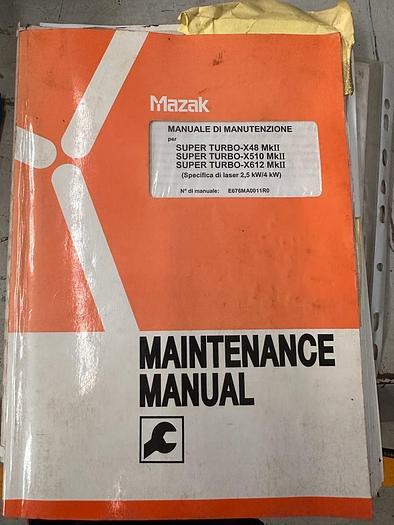 Mazak
MANUALE DI MANUTENZIONE
per
SUPER TURBO-X48 MkII
SUPER TURBO-X510 MkII
SUPER TURBO-X612 MkII
(Specifica di laser 2,5 kW/4 kW)
N° di manuale: E676MA0011R0
MAINTENANCE
MANUAL